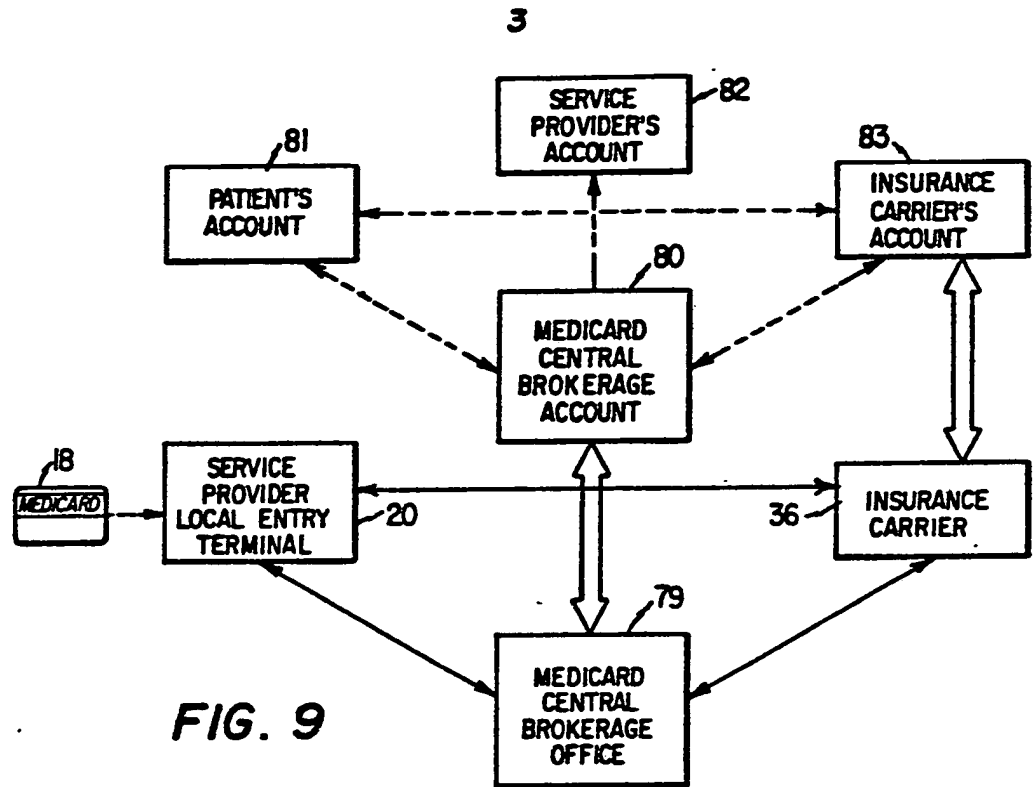 3
SERVICE
PROVIDER'S
ACCOUNT
82
81
PATIENT'S
ACCOUNT
83
INSURANCE
CARRIER'S
ACCOUNT
80
MEDICARD
CENTRAL
BROKERAGE
ACCOUNT
18
MEDICARD
SERVICE
PROVIDER
LOCAL ENTRY
TERMINAL
20
36
INSURANCE
CARRIER
79
MEDICARD
CENTRAL
BROKERAGE
OFFICE
FIG. 9